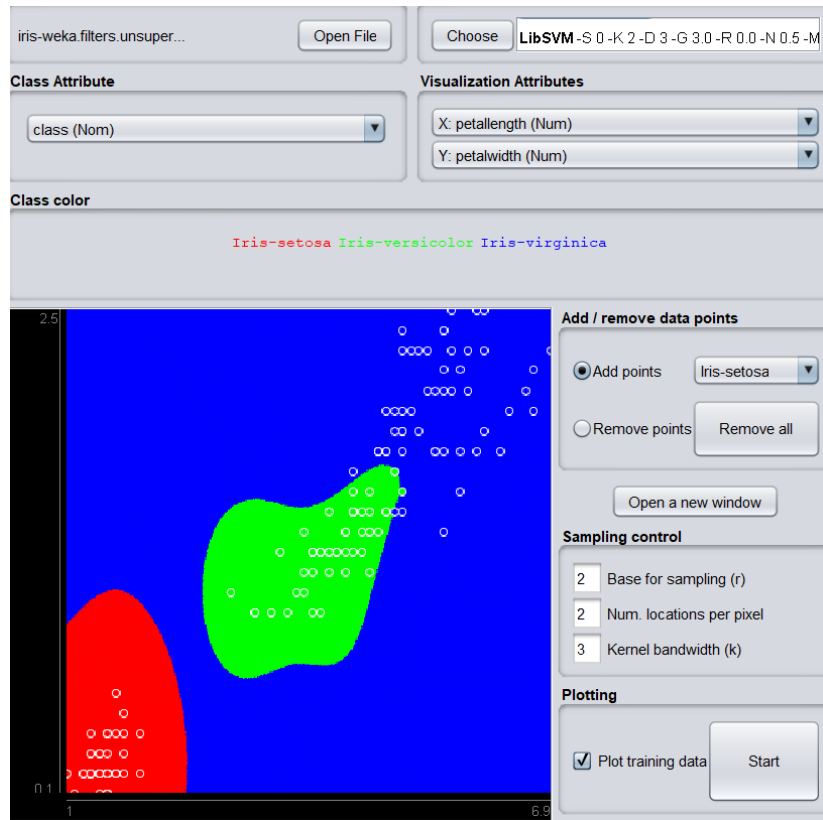 iris-weka.filters.unsuper...
Open File
Choose
LibSVM -S 0 -K 2 -D 3 -G 3.0 -R 0.0 -N 0.5 -M
Class Attribute
Visualization Attributes
class (Nom)
X: petallength (Num)
Y: petalwidth (Num)
Class color
Iris-setosa Iris-versicolor Iris-virginica
2.5
0.1
1
6.9
Add / remove data points
Add points
Iris-setosa
Remove points
Remove all
Open a new window
Sampling control
2 Base for sampling (r)
2 Num. locations per pixel
3 Kernel bandwidth (k)
Plotting
Plot training data
Start